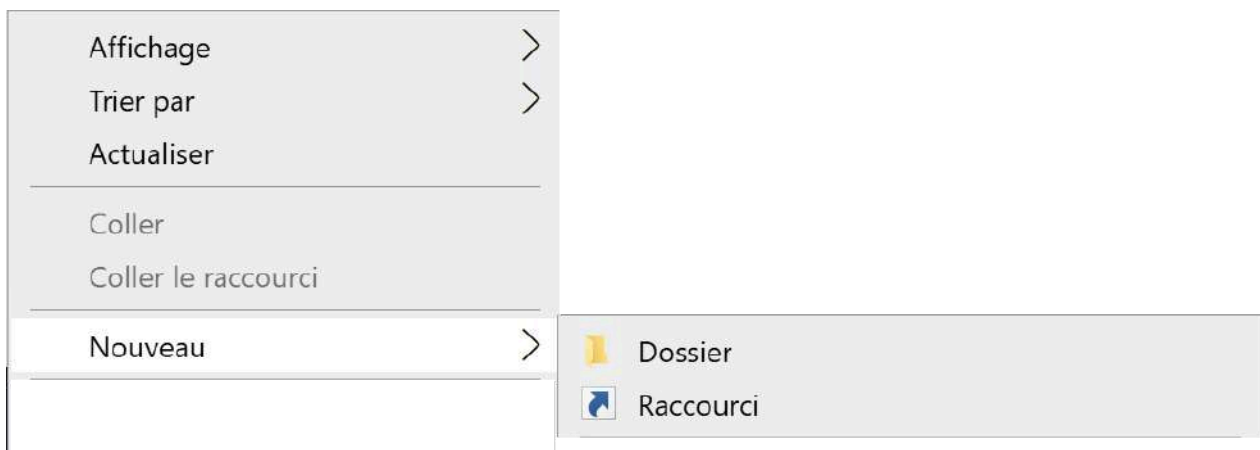 Affichage
Trier par
Actualiser
Coller
Coller le raccourci
Nouveau
Dossier
Raccourci